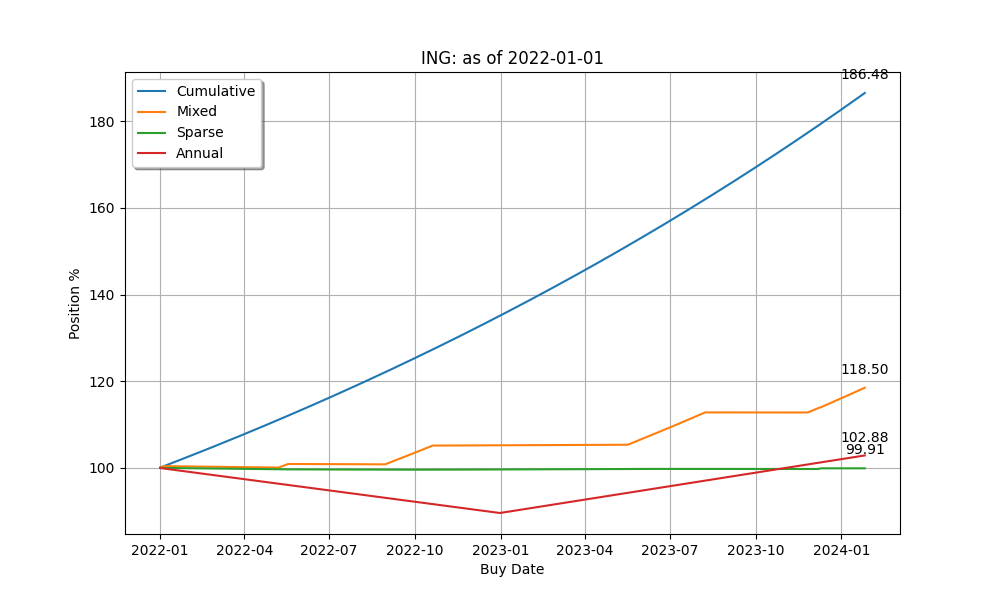 ING: as of 2022-01-01
186.48
Cumulative
Mixed
Sparse
Annual
180
160
140
120
100
Position %
118.50
102.88
99.91
2022-01
2022-04
2022-07
2022-10
2023-01
2023-04
2023-07
2023-10
2024-01
Buy Date